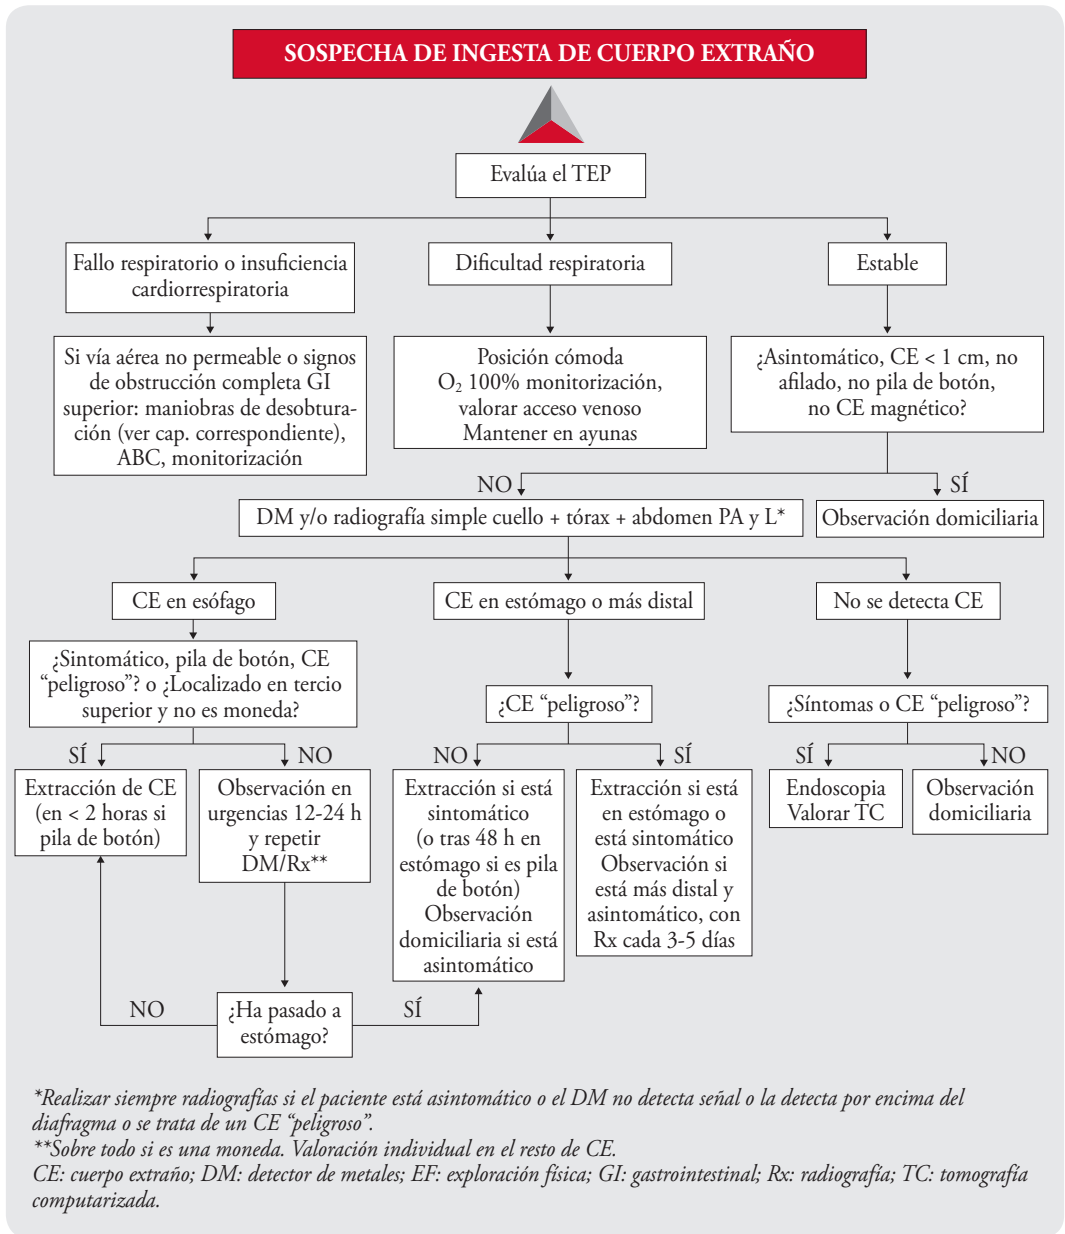 SOSPECHA DE INGESTA DE CUERPO EXTRAÑO
Evalúa el TEP
Fallo respiratorio o insuficiencia
cardiorrespiratoria
Dificultad respiratoria
Estable
Si vía aérea no permeable o signos
de obstrucción completa GI
superior: maniobras de desobtura-
ción (ver cap. correspondiente),
ABC, monitorización
Posición cómoda
O₂ 100% monitorización,
valorar acceso venoso
Mantener en ayunas
¿Asintomático, CE < 1 cm, no
afilado, no pila de botón,
no CE magnético?
NO
SÍ
DM y/o radiografía simple cuello + tórax + abdomen PA y L*
Observación domiciliaria
CE en esófago
CE en estómago o más distal
No se detecta CE
¿Sintomático, pila de botón, CE
“peligroso”? o ¿Localizado en tercio
superior y no es moneda?
¿CE “peligroso”?
¿Síntomas o CE “peligroso”?
SÍ
NO
NO
SÍ
SÍ
NO
Extracción de CE
(en < 2 horas si
pila de botón)
Observación en
urgencias 12-24 h
y repetir
DM/Rx**
Extracción si está
sintomático
(o tras 48 h en
estómago si es pila
de botón)
Observación
domiciliaria si está
asintomático
Extracción si está
en estómago o
está sintomático
Observación si
está más distal y
asintomático, con
Rx cada 3-5 días
Endoscopia
Valorar TC
Observación
domiciliaria
NO
¿Ha pasado a
estómago?
SÍ
*Realizar siempre radiografías si el paciente está asintomático o el DM no detecta señal o la detecta por encima del
diafragma o se trata de un CE “peligroso”.
**Sobre todo si es una moneda. Valoración individual en el resto de CE.
CE: cuerpo extraño; DM: detector de metales; EF: exploración física; GI: gastrointestinal; Rx: radiografía; TC: tomografía
computarizada.